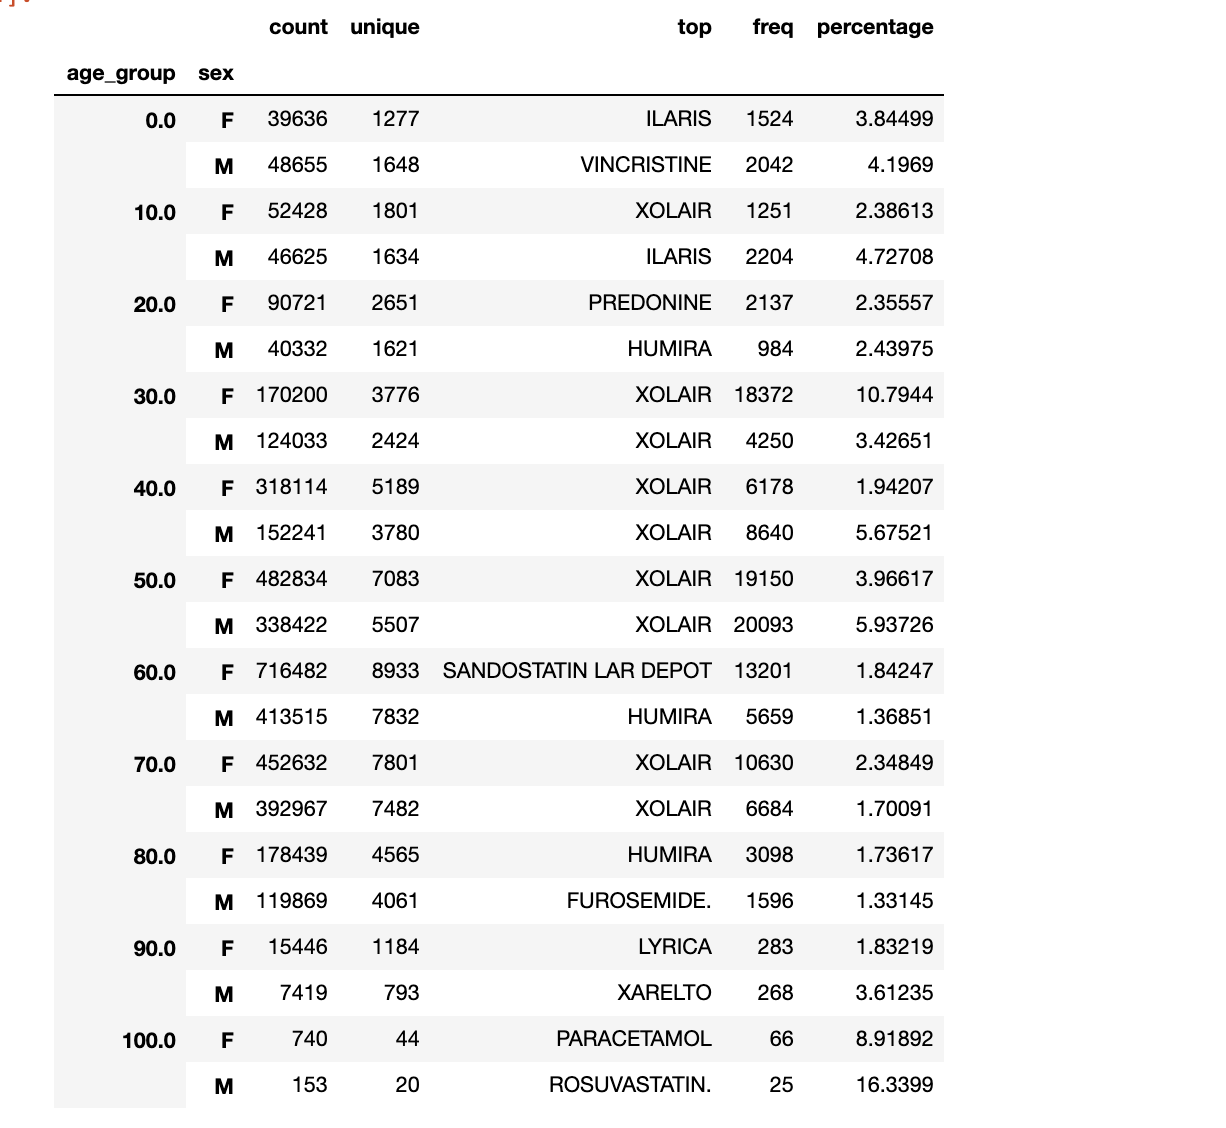 count unique top freq percentage
age_group sex
0.0 F 39636 1277 ILARIS 1524 3.84499
M 48655 1648 VINCRISTINE 2042 4.1969
10.0 F 52428 1801 XOLAIR 1251 2.38613
M 46625 1634 ILARIS 2204 4.72708
20.0 F 90721 2651 PREDONINE 2137 2.35557
M 40332 1621 HUMIRA 984 2.43975
30.0 F 170200 3776 XOLAIR 18372 10.7944
M 124033 2424 XOLAIR 4250 3.42651
40.0 F 318114 5189 XOLAIR 6178 1.94207
M 152241 3780 XOLAIR 8640 5.67521
50.0 F 482834 7083 XOLAIR 19150 3.96617
M 338422 5507 XOLAIR 20093 5.93726
60.0 F 716482 8933 SANDOSTATIN LAR DEPOT 13201 1.84247
M 413515 7832 HUMIRA 5659 1.36851
70.0 F 452632 7801 XOLAIR 10630 2.34849
M 392967 7482 XOLAIR 6684 1.70091
80.0 F 178439 4565 HUMIRA 3098 1.73617
M 119869 4061 FUROSEMIDE. 1596 1.33145
90.0 F 15446 1184 LYRICA 283 1.83219
M 7419 793 XARELTO 268 3.61235
100.0 F 740 44 PARACETAMOL 66 8.91892
M 153 20 ROSUVASTATIN. 25 16.3399